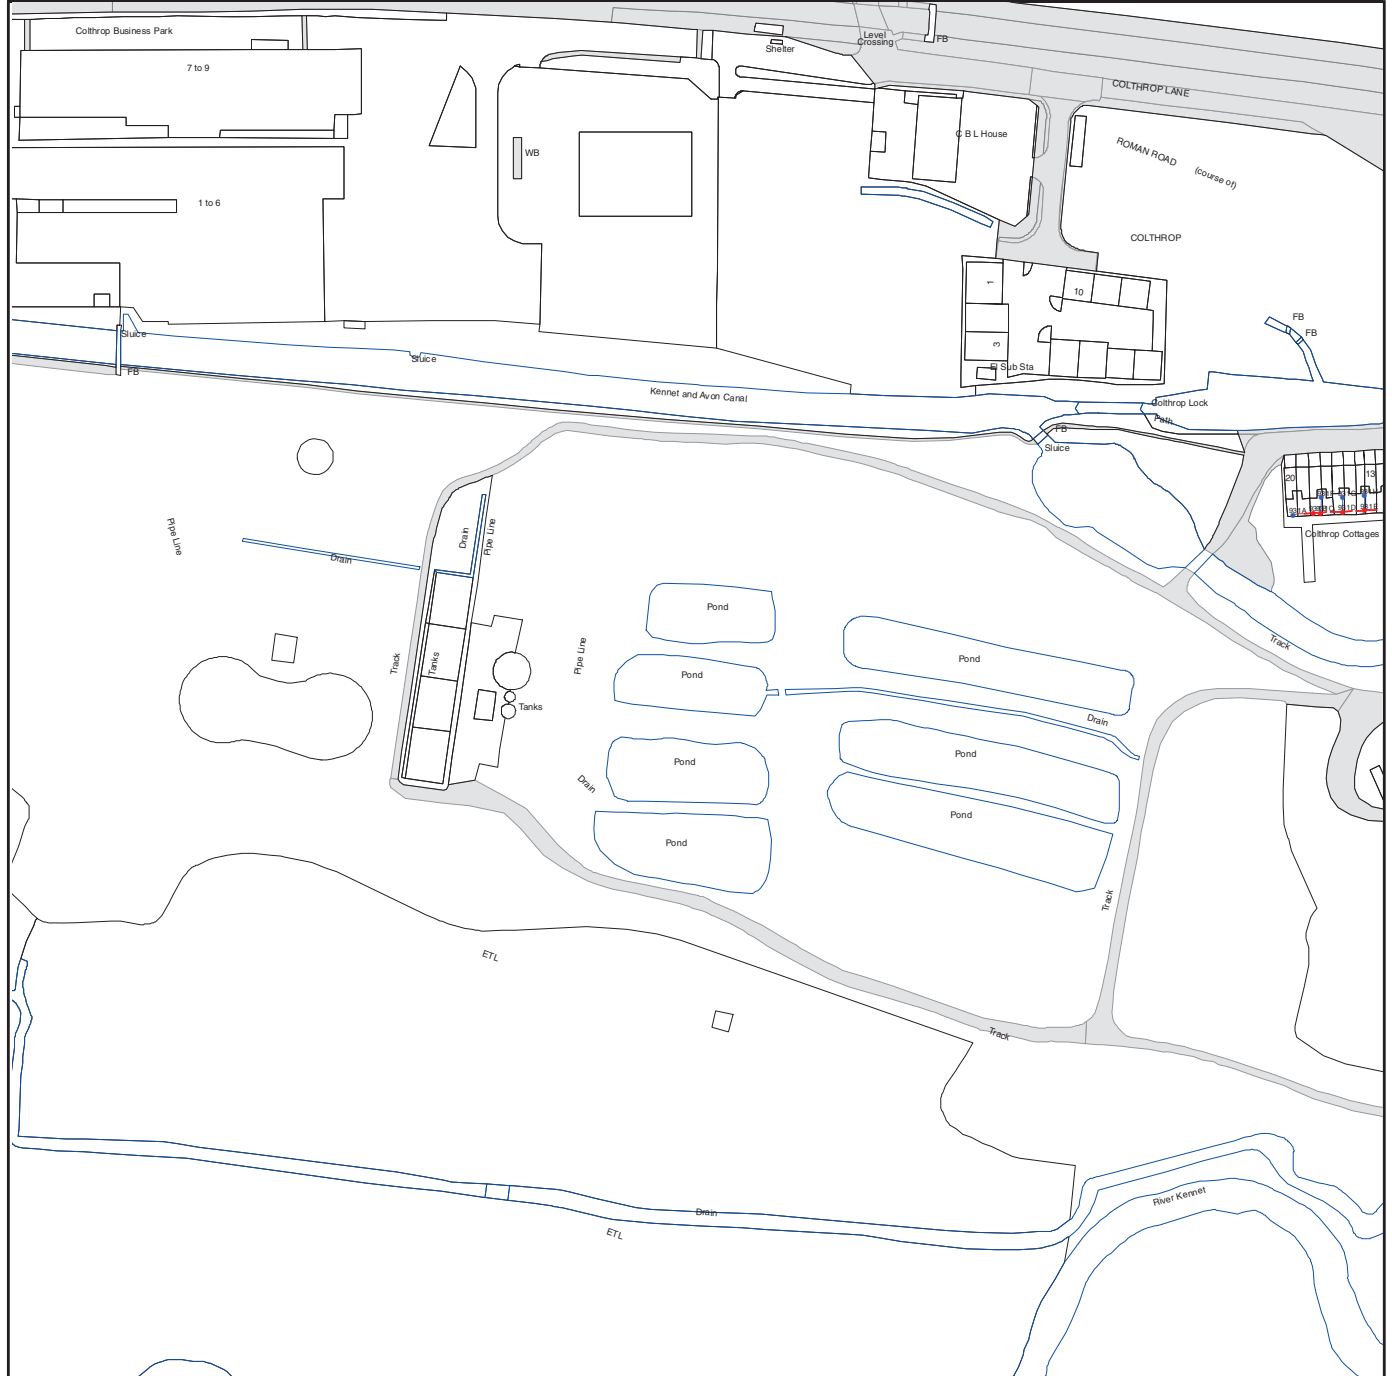 Colthrop Business Park
7 to 9
Shelter
Level
Crossing
FB
COLTHROP LANE
C B L House
WB
ROMAN ROAD
(course of)
1 to 6
COLTHROP
1
10
3
El Sub Sta
FB
FB
Sluice
Sluice
FB
Kennet and Avon Canal
Colthrop Lock
Path
FB
Sluice
20
13
Colthrop Cottages
Pipe Line
Drain
Drain
Pipe Line
Track
Tanks
Tanks
Pipe Line
Pond
Pond
Pond
Pond
Drain
Pond
Drain
Pond
Pond
Track
Track
Track
ETL
Drain
ETL
River Kennet